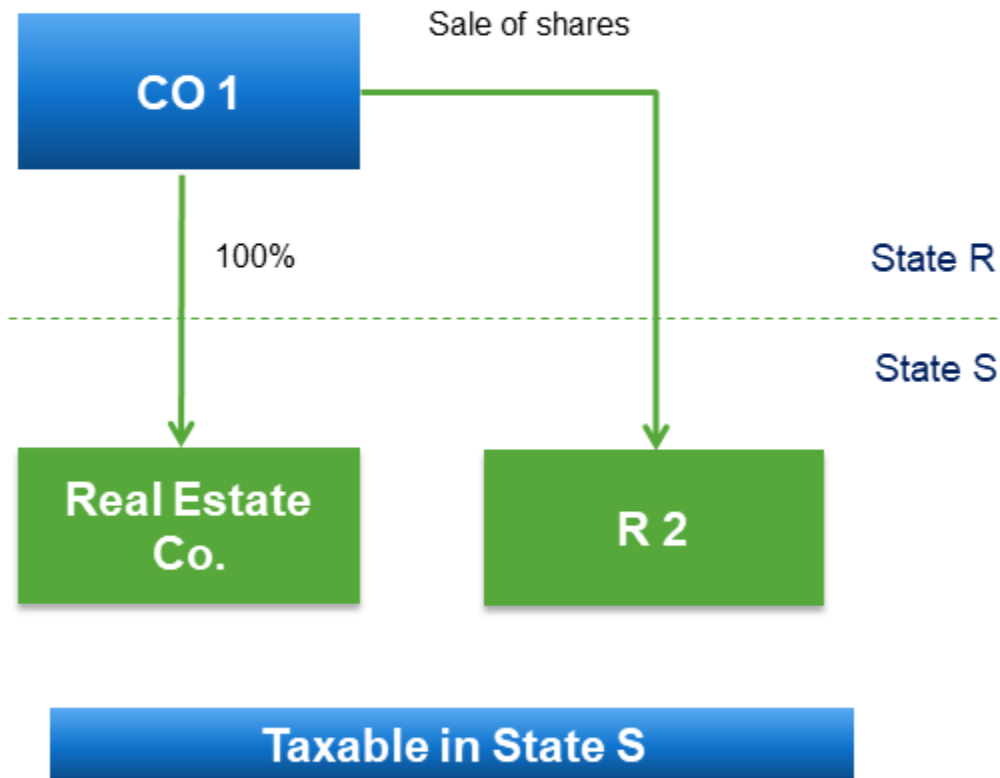 Sale of shares
CO 1
100%
State R
State S
Real Estate
Co.
R 2
Taxable in State S